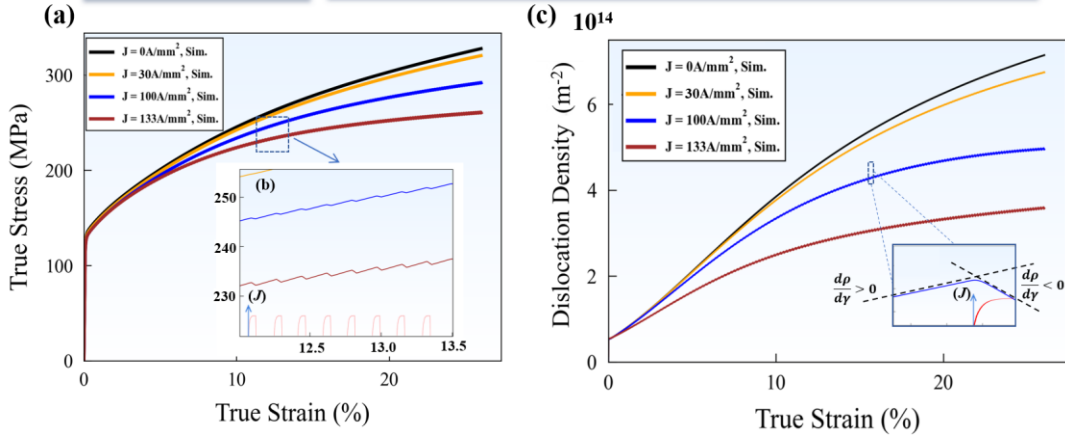 (a)
True Stress (MPa)
300
200
100
0
J = 0A/mm², Sim.
J = 30A/mm², Sim.
J = 100A/mm², Sim.
J = 133A/mm², Sim.
(b)
250
240
230
(J)
12.5 13.0 13.5
0 10 20
True Strain (%)
(c) 10¹⁴
Dislocation Density (m⁻²)
6
4
2
0
J = 0A/mm², Sim.
J = 30A/mm², Sim.
J = 100A/mm², Sim.
J = 133A/mm², Sim.
dρ/dγ > 0
(J)
dρ/dγ < 0
0 10 20
True Strain (%)